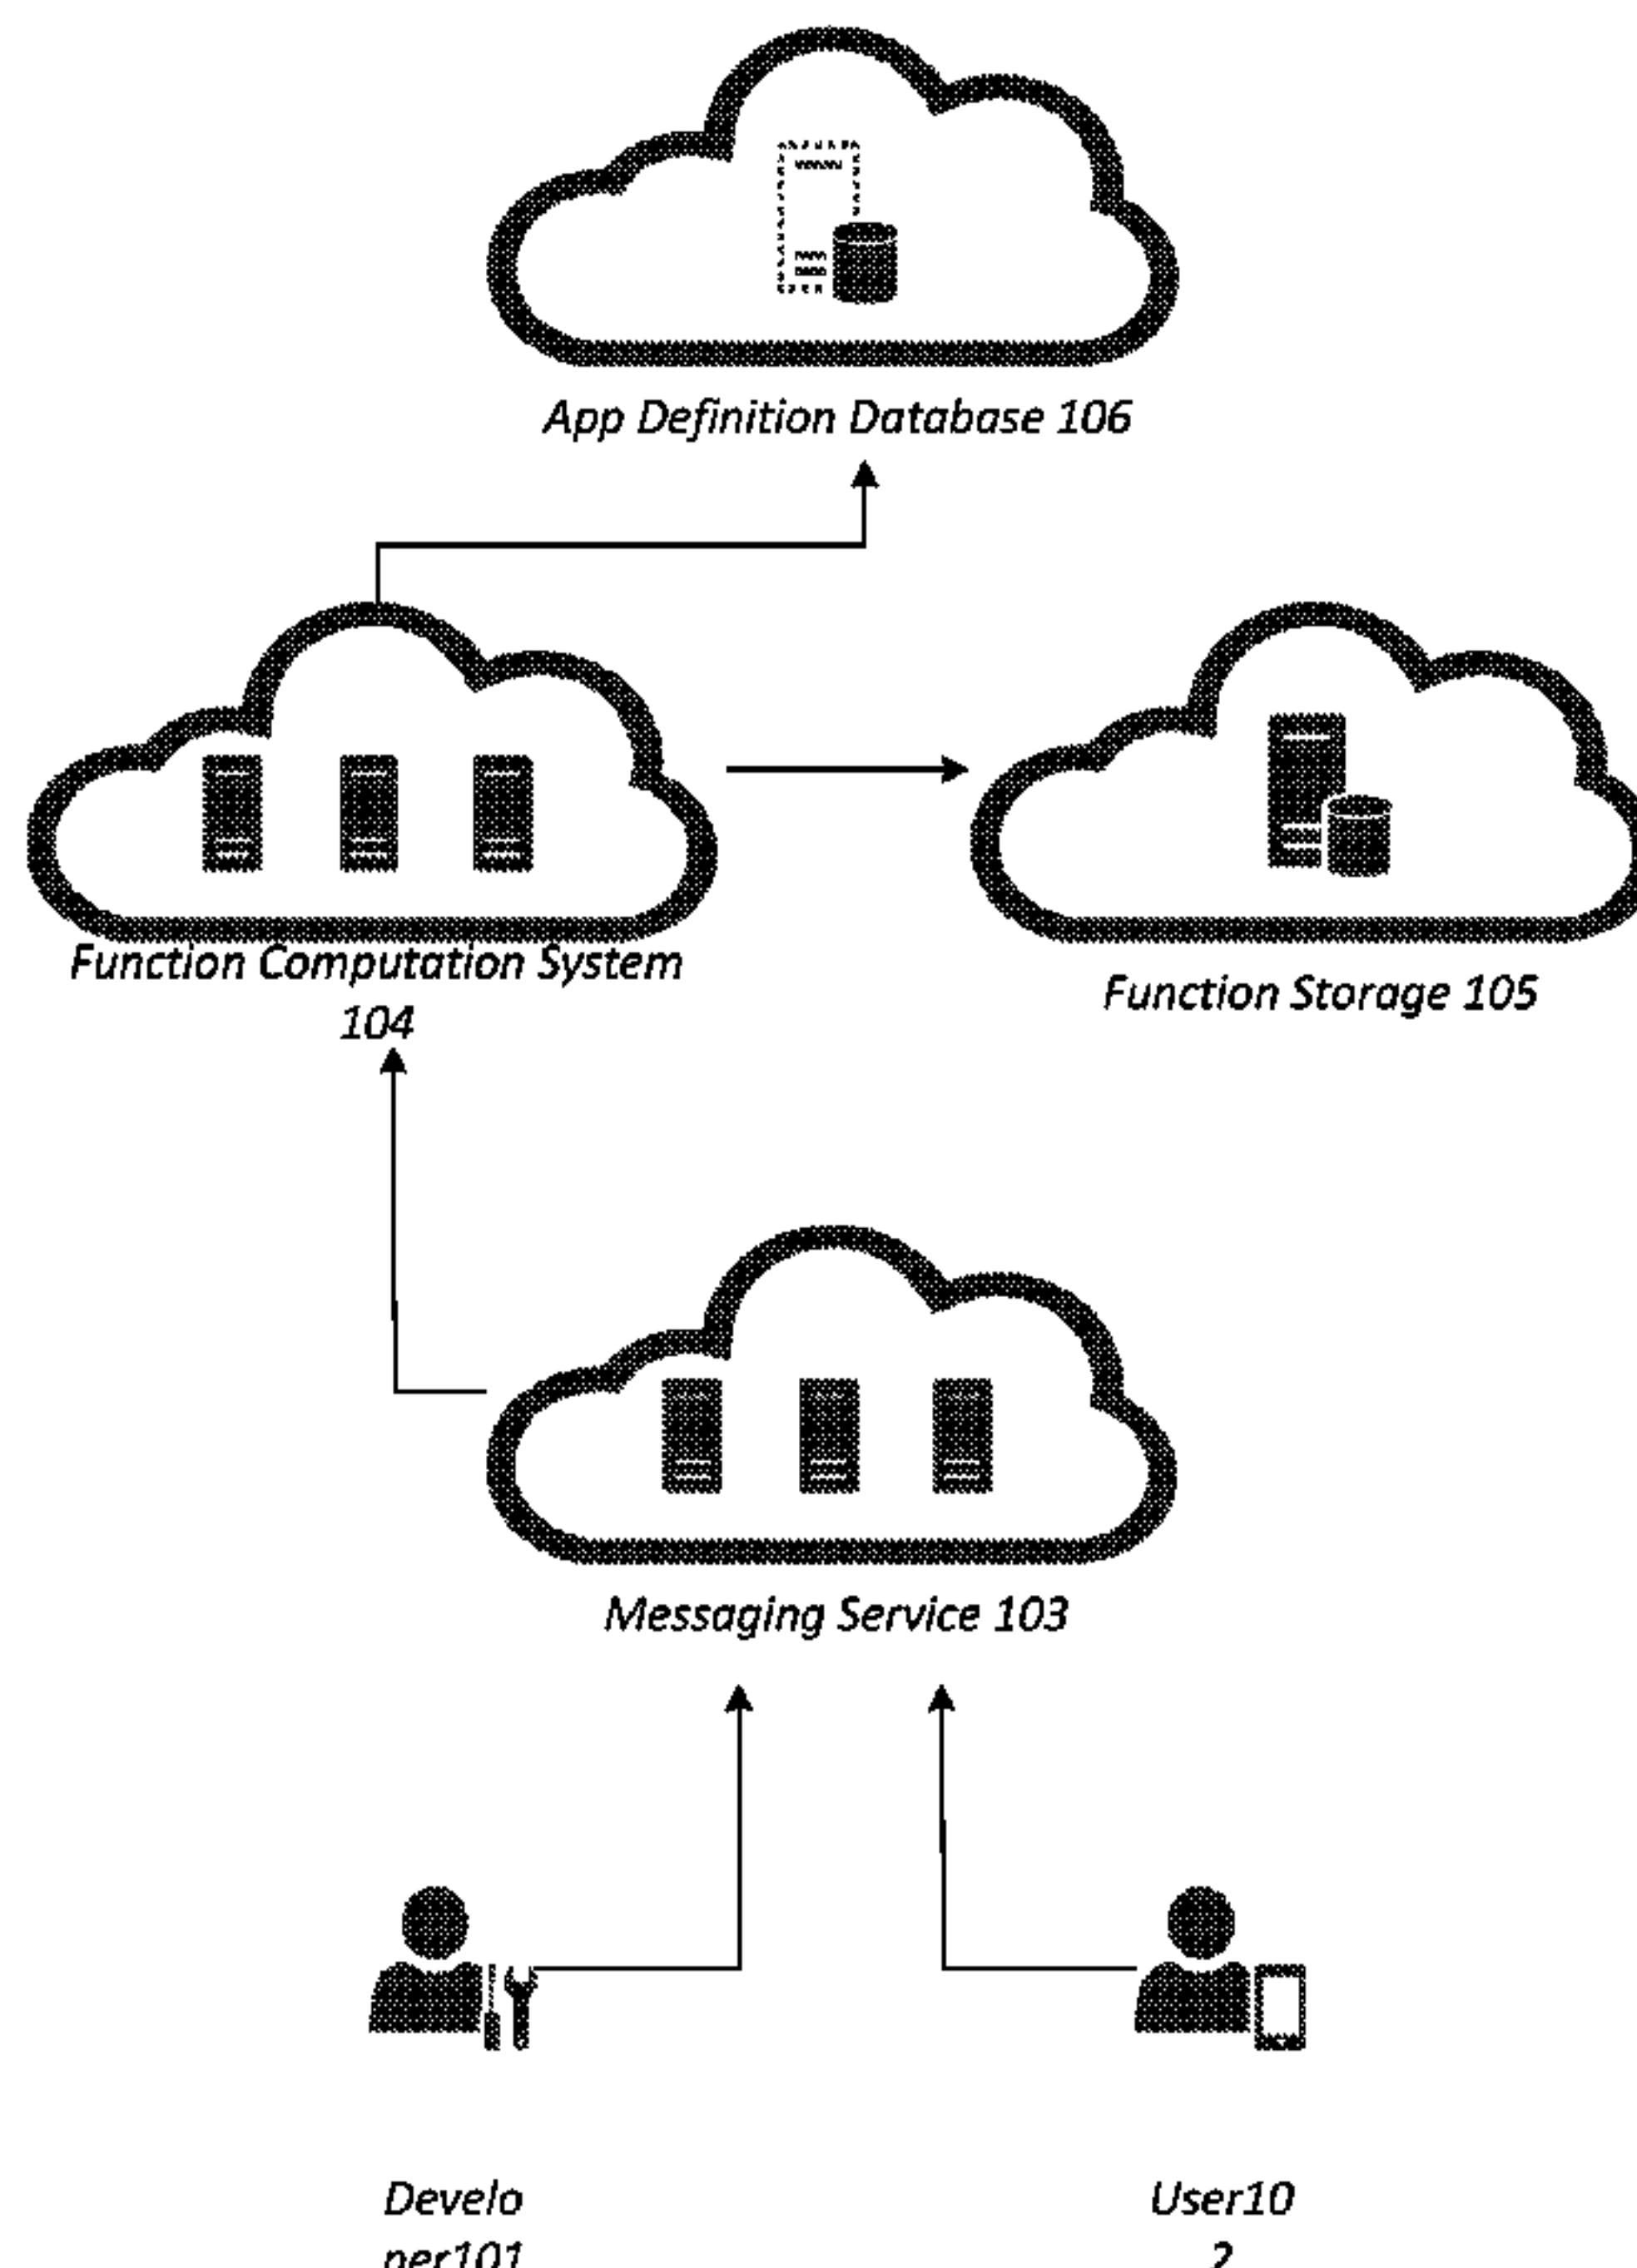 App Definition Database 106
Function Computation System
104
Function Storage 105
Messaging Service 103
Develo
per101
User10
2